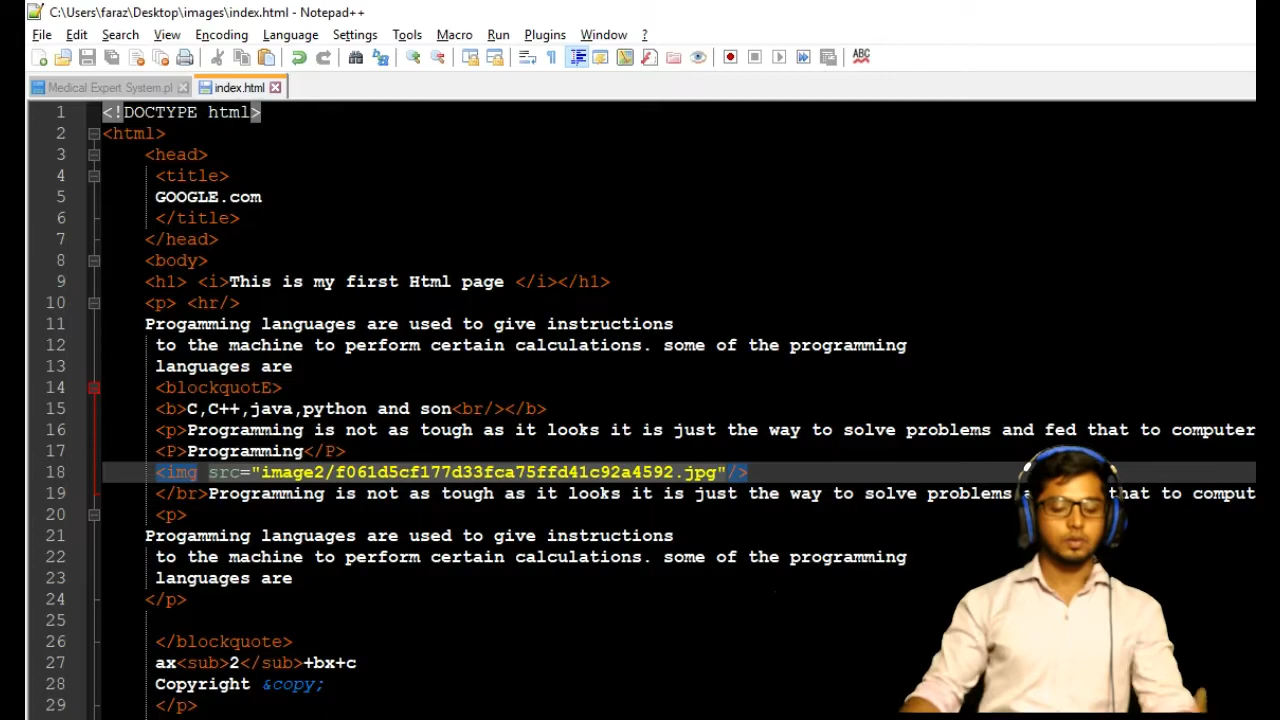 C:\Users\faraz\Desktop\images\index.html - Notepad++
File Edit Search View Encoding Language Settings Tools Macro Run Plugins Window ?
ABC
Medical Expert System.pl index.html
1 <!DOCTYPE html>
2 <html>
3 <head>
4 <title>
5 GOOGLE.com
6 </title>
7 </head>
8 <body>
9 <h1> <i>This is my first Html page </i></h1>
10 <p> <hr/>
11 Progamming languages are used to give instructions
12 to the machine to perform certain calculations. some of the programming
13 languages are
14 <blockquotE>
15 <b>C,C++,java,python and son<br/></b>
16 <p>Programming is not as tough as it looks it is just the way to solve problems and fed that to computer
17 <P>Programming</P>
18 <img src="image2/f061d5cf177d33fca75ffd41c92a4592.jpg"/>
19 </br>Programming is not as tough as it looks it is just the way to solve problems that to comput
20 <p>
21 Progamming languages are used to give instructions
22 to the machine to perform certain calculations. some of the programming
23 languages are
24 </p>
25
26 </blockquote>
27 ax<sub>2</sub>+bx+c
28 Copyright &copy;
29 </p>